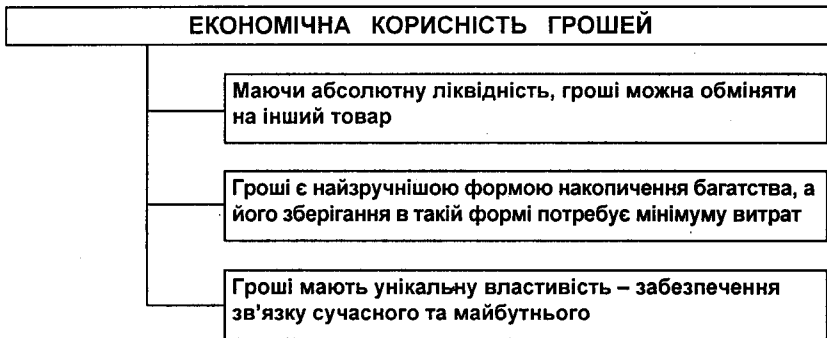 ЕКОНОМІЧНА КОРИСНІСТЬ ГРОШЕЙ
Маючи абсолютну ліквідність, гроші можна обміняти
на інший товар
Гроші є найзручнішою формою накопичення багатства, а
його зберігання в такій формі потребує мінімуму витрат
Гроші мають унікальну властивість – забезпечення
зв'язку сучасного та майбутнього